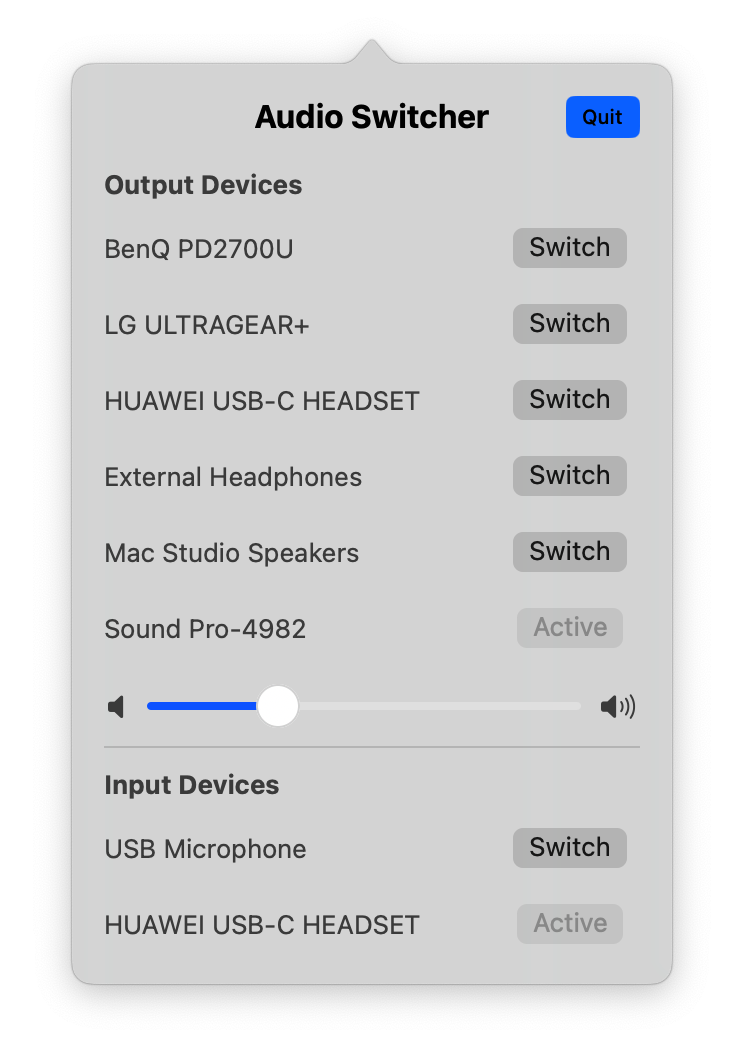 Audio Switcher Quit
Output Devices
BenQ PD2700U Switch
LG ULTRAGEAR+ Switch
HUAWEI USB-C HEADSET Switch
External Headphones Switch
Mac Studio Speakers Switch
Sound Pro-4982 Active
Input Devices
USB Microphone Switch
HUAWEI USB-C HEADSET Active